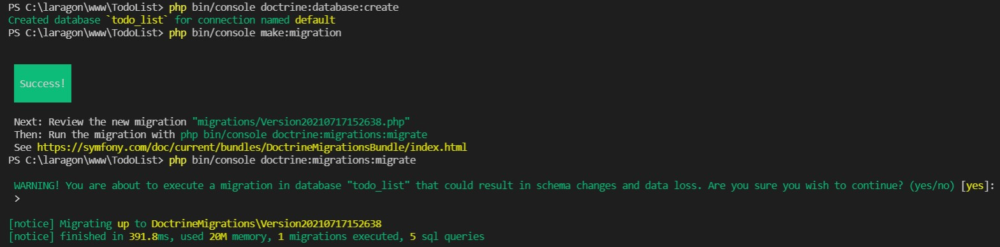 PS C:\laragon\www\TodoList> php bin/console doctrine:database:create
Created database `todo_list` for connection named default
PS C:\laragon\www\TodoList> php bin/console make:migration
Success!
Next: Review the new migration "migrations/Version20210717152638.php"
Then: Run the migration with php bin/console doctrine:migrations:migrate
See https://symfony.com/doc/current/bundles/DoctrineMigrationsBundle/index.html
PS C:\laragon\www\TodoList> php bin/console doctrine:migrations:migrate
WARNING! You are about to execute a migration in database "todo_list" that could result in schema changes and data loss. Are you sure you wish to continue? (yes/no) [yes]:
>
[notice] Migrating up to DoctrineMigrations\Version20210717152638
[notice] finished in 391.8ms, used 20M memory, 1 migrations executed, 5 sql queries